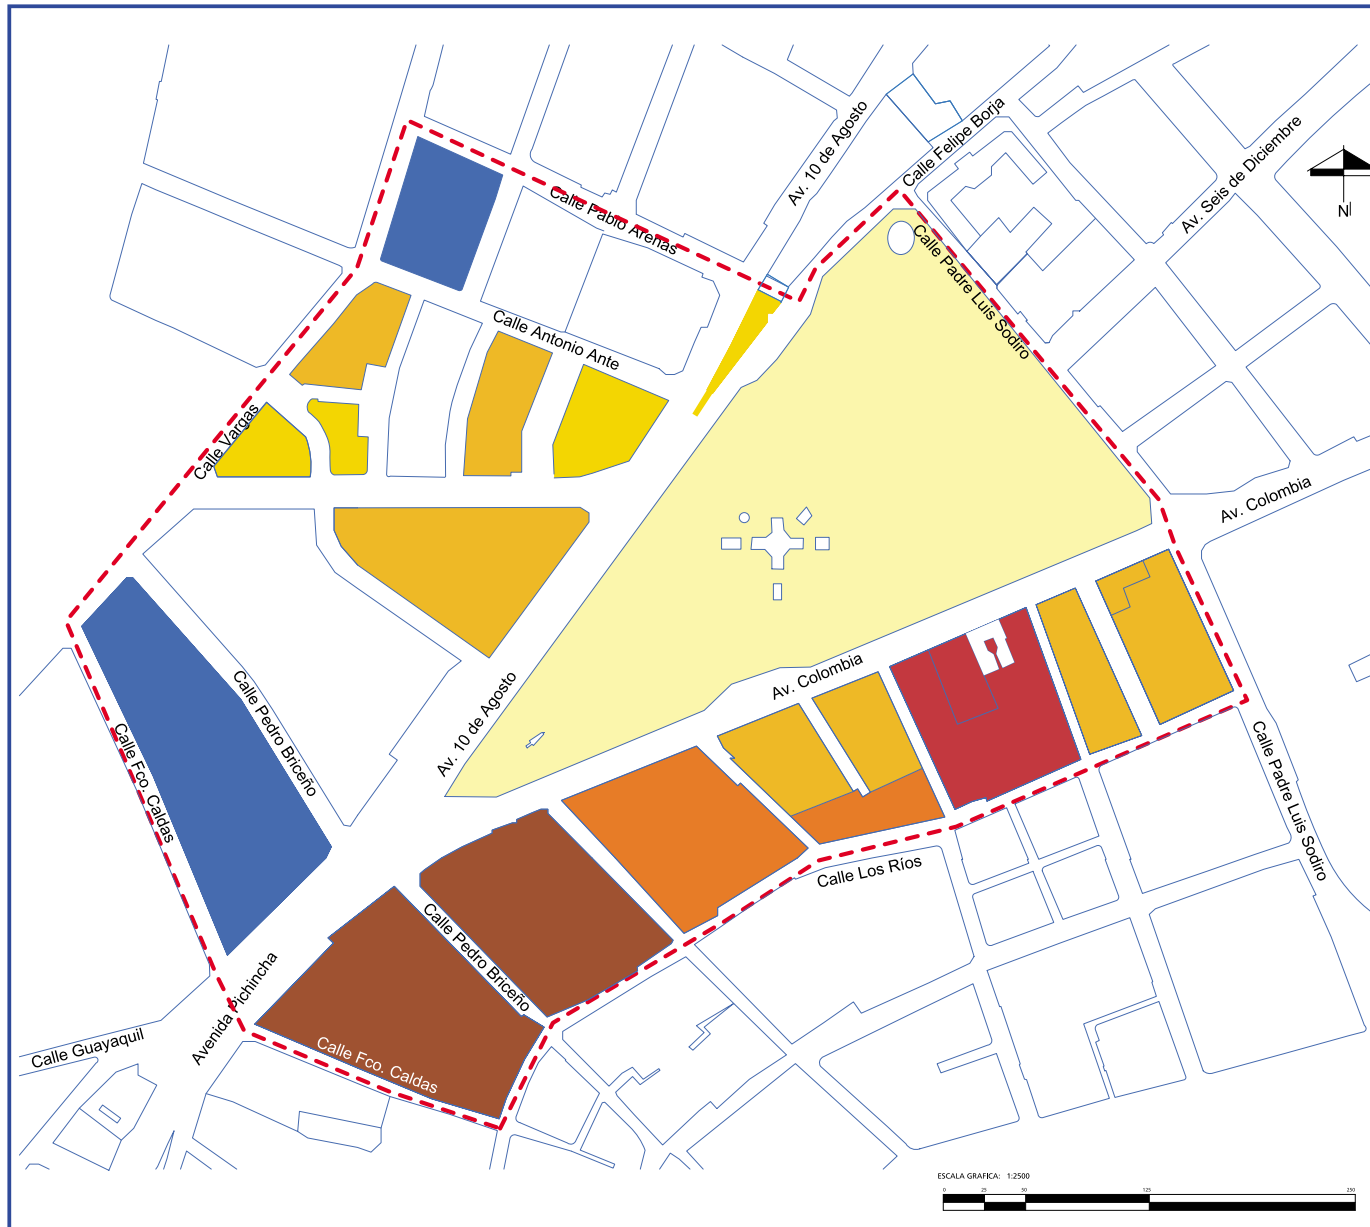 Av. 10 de Agosto
Calle Felipe Borja
Av. Seis de Diciembre
N
Calle Pablo Arenas
Calle Padre Luis Sodiro
Calle Antonio Ante
Calle Vargas
Av. Colombia
Av. Colombia
Calle Pedro Briceño
Av. 10 de Agosto
Calle Fco. Caldas
Calle Padre Luis Sodiro
Calle Los Ríos
Calle Pedro Briceño
Avenida Pichincha
Calle Guayaquil
Calle Fco. Caldas
ESCALA GRAFICA: 1:2500
0 25 50 125 250